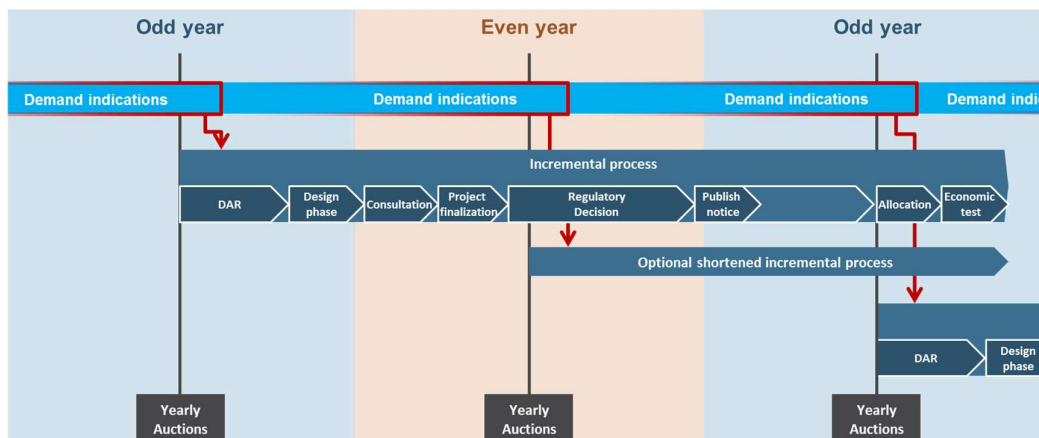 Odd year
Even year
Odd year
Demand indications
Demand indications
Demand indications
Demand indic
Incremental process
DAR
Design
phase
Consultation
Project
finalization
Regulatory
Decision
Publish
notice
Allocation
Economic
test
Optional shortened incremental process
DAR
Design
phase
Yearly
Auctions
Yearly
Auctions
Yearly
Auctions